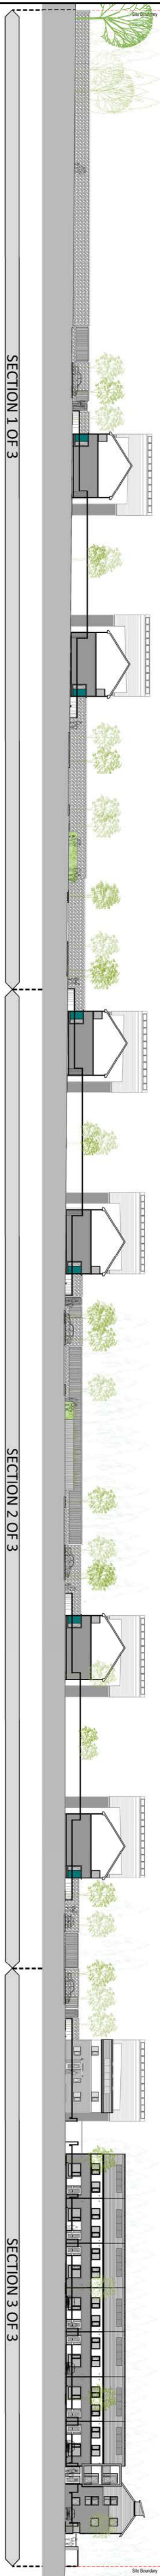 Site Boundary
SECTION 1 OF 3
SECTION 2 OF 3
SECTION 3 OF 3
Site Boundary